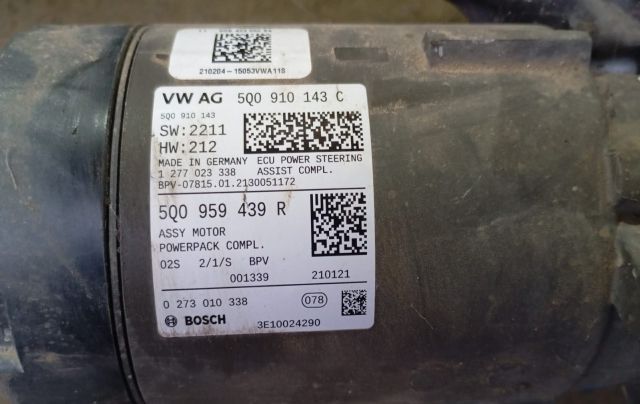 210204-15053VWA11S
VW AG 5Q0 910 143 C
5Q0 910 143
SW:2211
HW:212
MADE IN GERMANY ECU POWER STEERING
1 277 023 338 ASSIST COMPL.
BPV-07815.01.2130051172
5Q0 959 439 R
ASSY MOTOR
POWERPACK COMPL.
02S 2/1/S BPV
001339 210121
0 273 010 338 078
BOSCH 3E10024290